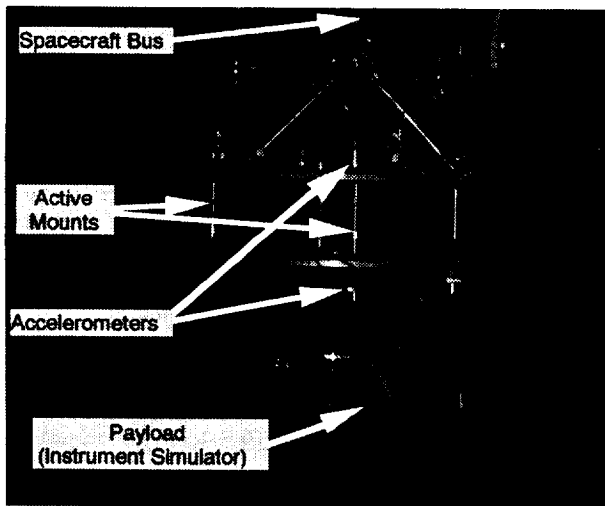 Spacecraft Bus
Active
Mounts
Accelerometers
Payload
(Instrument Simulator)